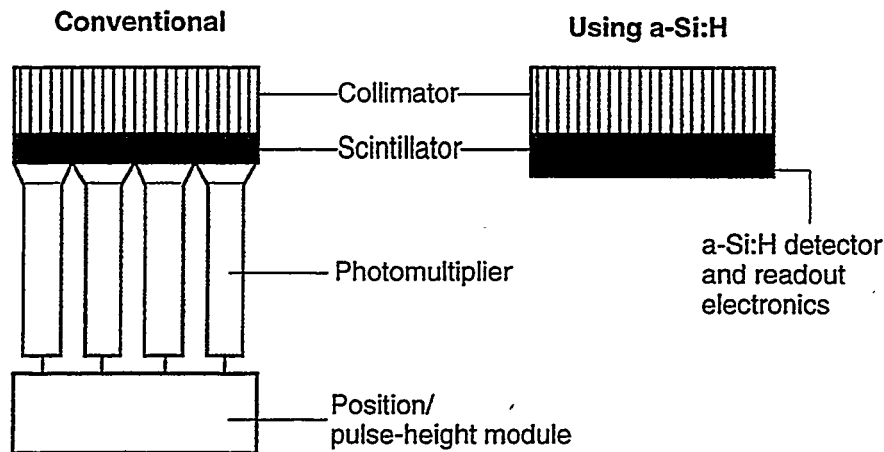 Conventional
Using a-Si:H
Collimator
Scintillator
a-Si:H detector
and readout
electronics
Photomultiplier
Position/
pulse-height module